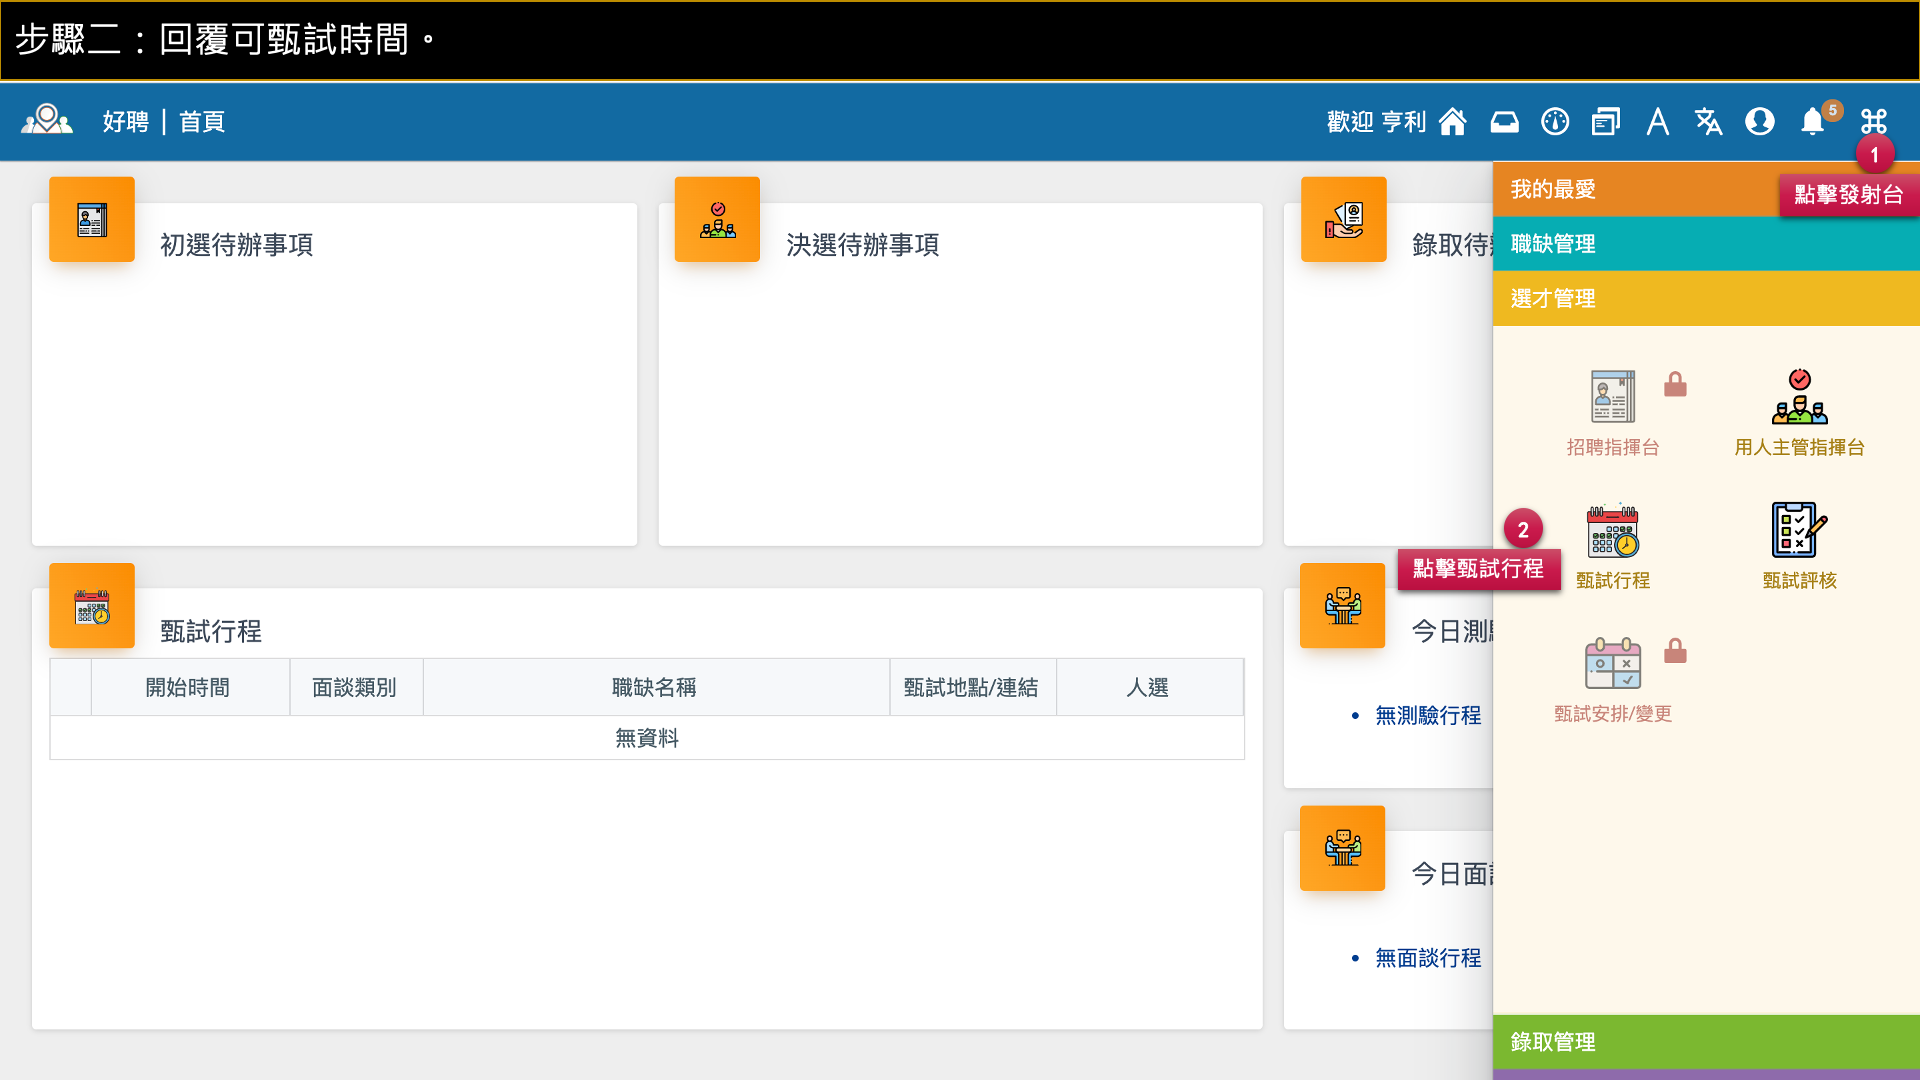 步驟二：回覆可甄試時間。
好聘 | 首頁
歡迎 亨利
5
1
點擊發射台
我的最愛
職缺管理
選才管理
初選待辦事項
決選待辦事項
錄取待
招聘指揮台
用人主管指揮台
2
點擊甄試行程
甄試行程
甄試評核
甄試安排/變更
甄試行程
開始時間
面談類別
職缺名稱
甄試地點/連結
人選
無資料
今日測
• 無測驗行程
今日面
• 無面談行程
錄取管理